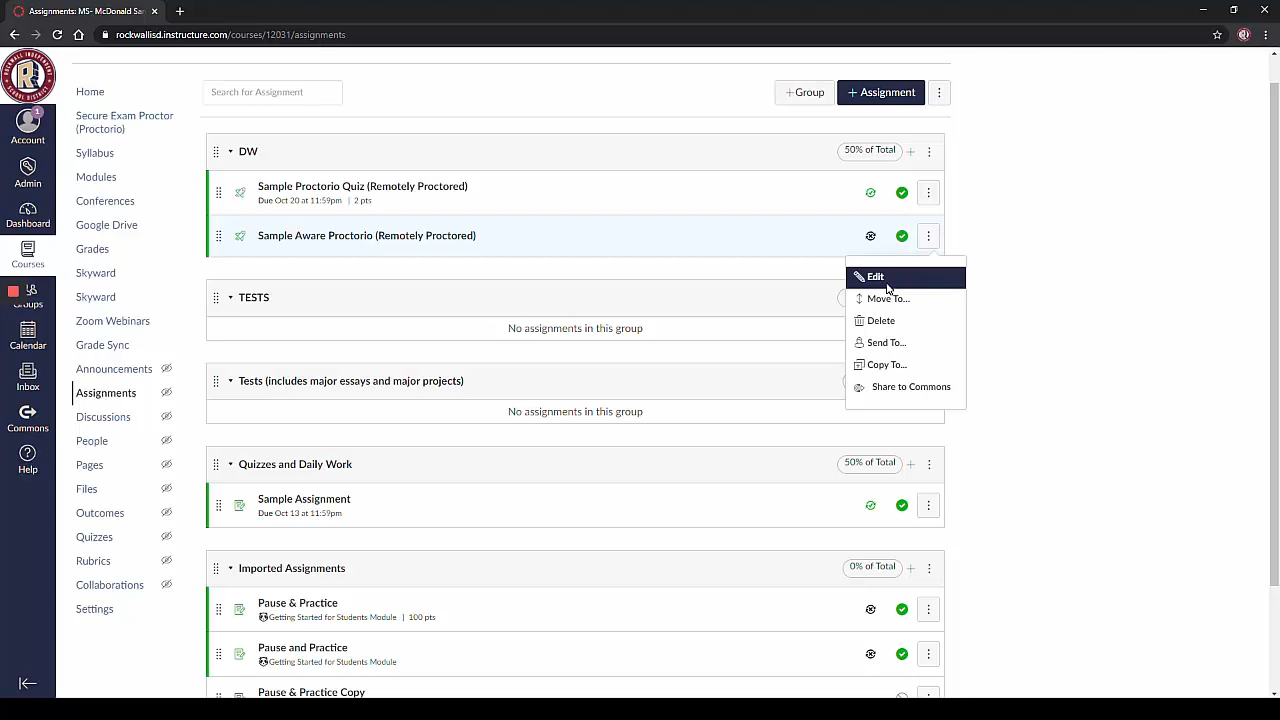 Assignments: MS- McDonald Sa
rockwallisd.instructure.com/courses/12031/assignments
Account
1
Admin
Dashboard
Courses
Groups
Calendar
Inbox
Commons
Help
Home
Secure Exam Proctor
(Proctorio)
Syllabus
Modules
Conferences
Google Drive
Grades
Skyward
Skyward
Zoom Webinars
Grade Sync
Announcements
Assignments
Discussions
People
Pages
Files
Outcomes
Quizzes
Rubrics
Collaborations
Settings
Search for Assignment
+Group
+ Assignment
DW
50% of Total
Sample Proctorio Quiz (Remotely Proctored)
Due Oct 20 at 11:59pm | 2 pts
Sample Aware Proctorio (Remotely Proctored)
Edit
Move To...
Delete
Send To...
Copy To...
Share to Commons
TESTS
No assignments in this group
Tests (includes major essays and major projects)
No assignments in this group
Quizzes and Daily Work
50% of Total
Sample Assignment
Due Oct 13 at 11:59pm
Imported Assignments
0% of Total
Pause & Practice
Getting Started for Students Module | 100 pts
Pause and Practice
Getting Started for Students Module
Pause & Practice Copy